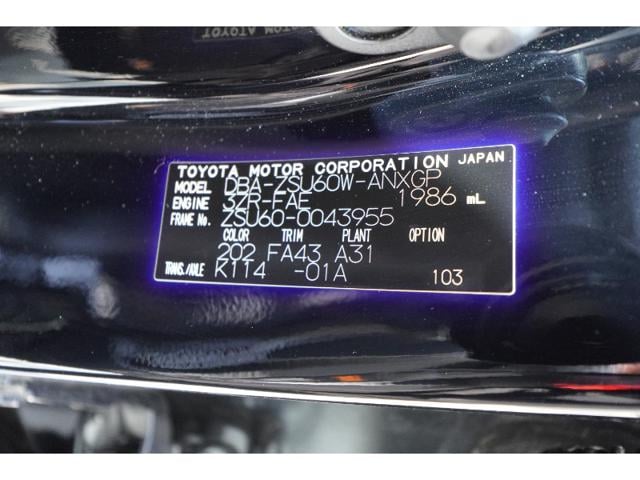 TOYOTA MOTOR CORPORATION JAPAN
MODEL DBA-ZSU60W-ANXGP
ENGINE 3ZR-FAE 1986 mL
FRAME No. ZSU60-0043955
COLOR TRIM PLANT OPTION
202 FA43 A31
TRANS./AXLE K114 -01A 103